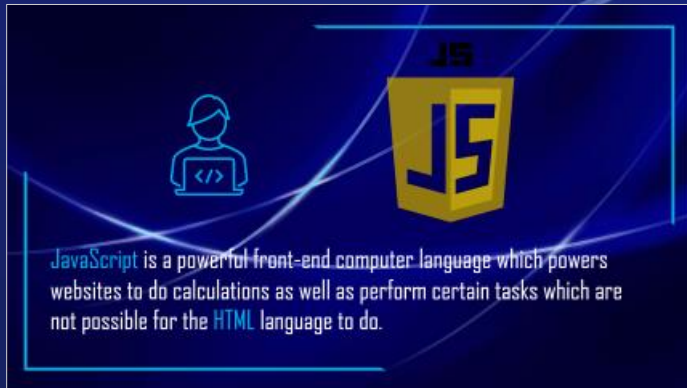 JS
JS
</>
JavaScript is a powerful front-end computer language which powers
websites to do calculations as well as perform certain tasks which are
not possible for the HTML language to do.